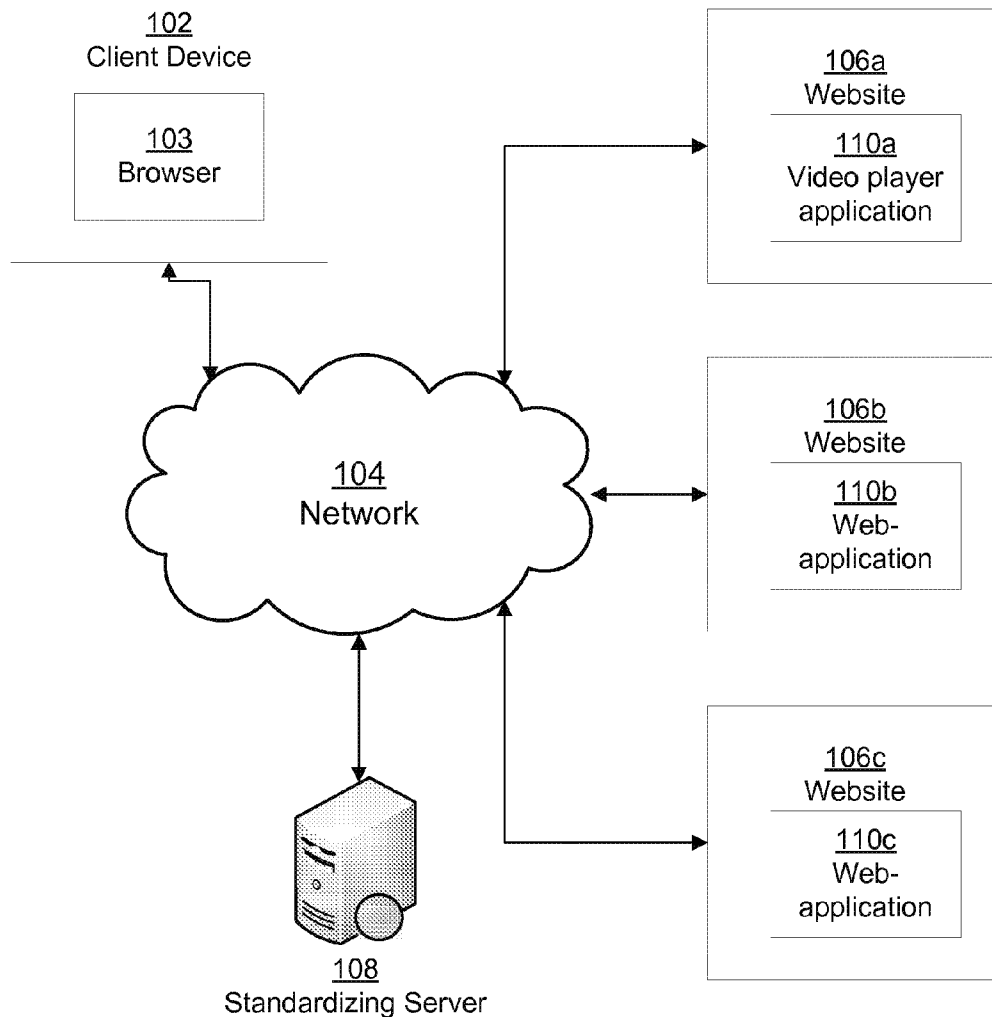 102
Client Device
103
Browser
106a
Website
110a
Video player
application
104
Network
106b
Website
110b
Web-
application
106c
Website
110c
Web-
application
108
Standardizing Server